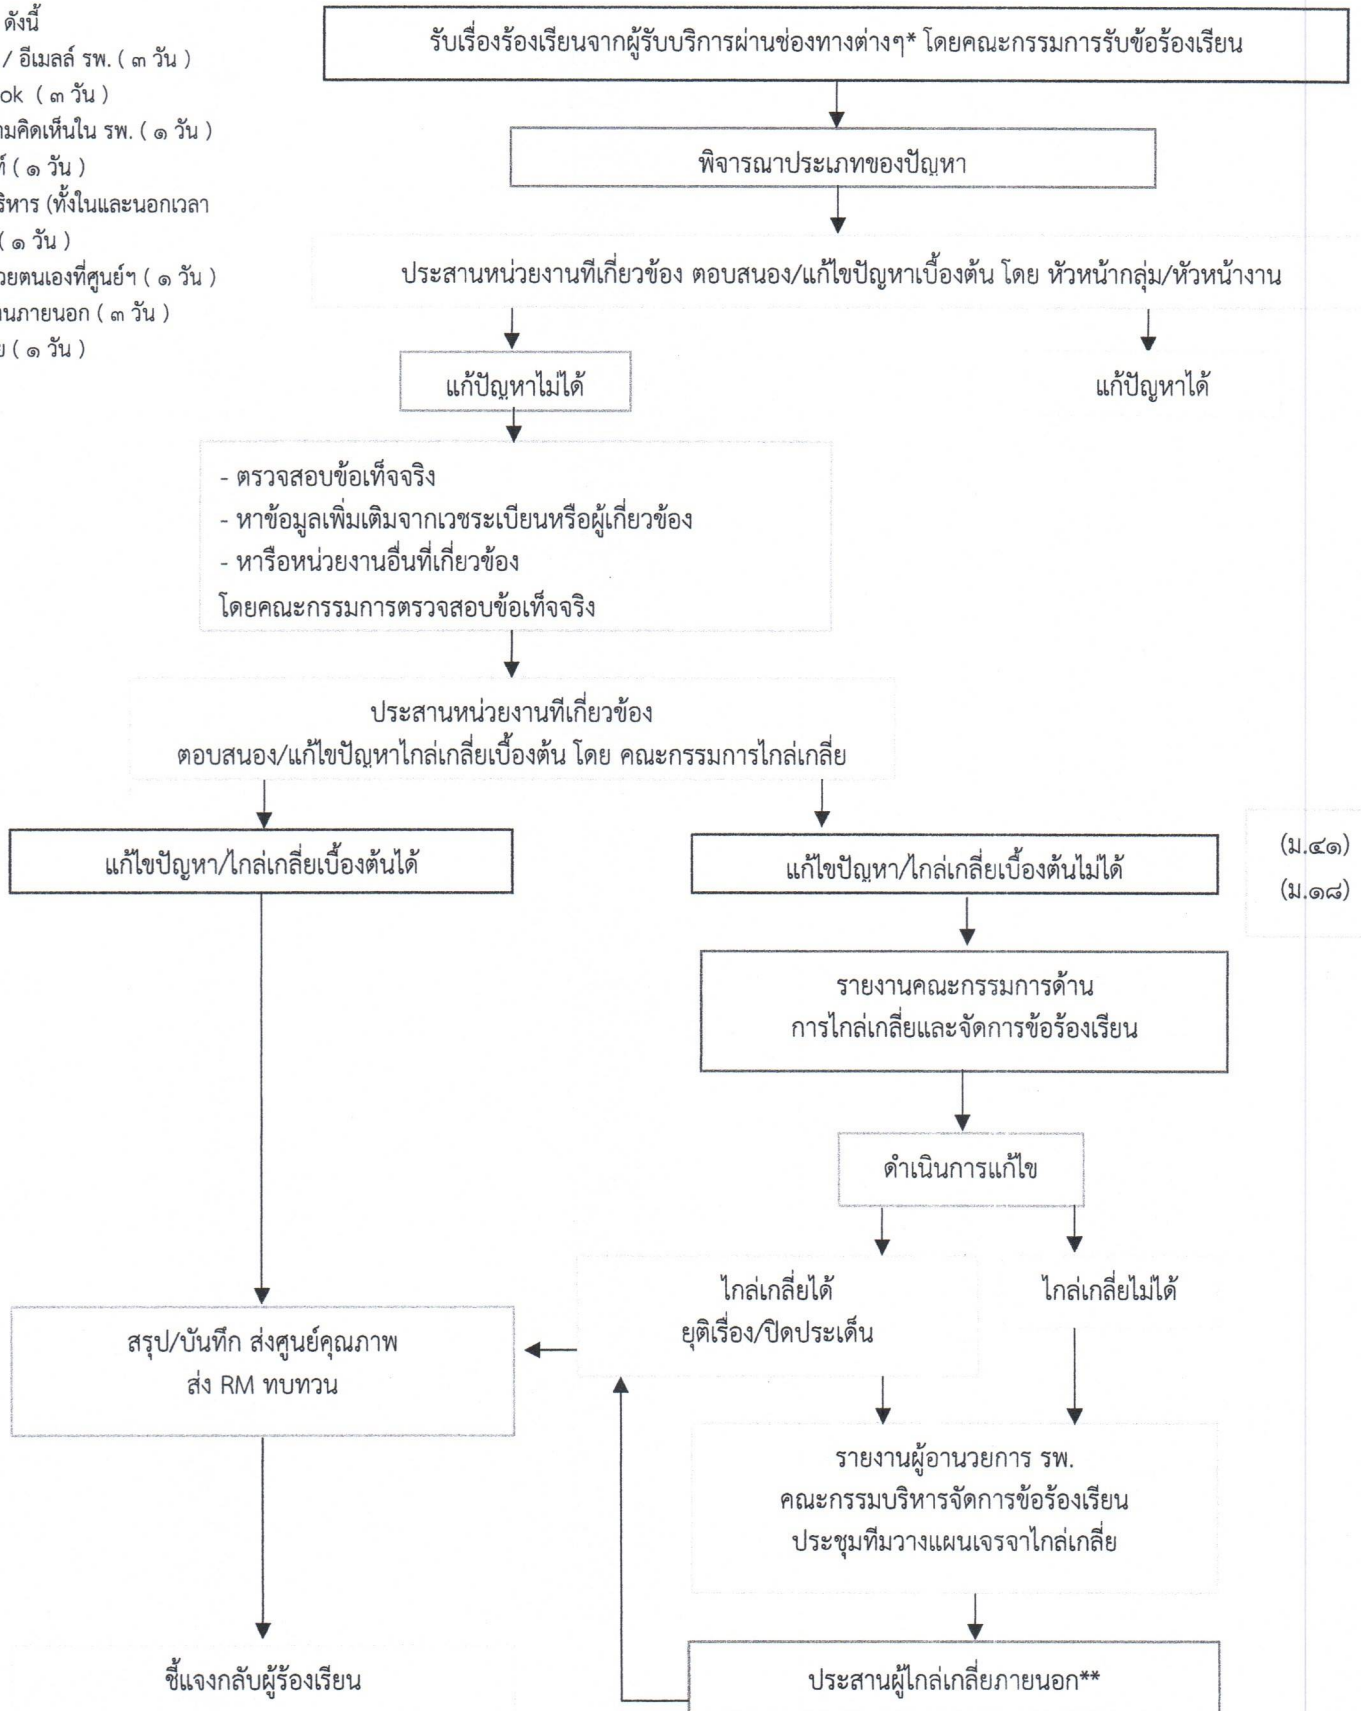 ดังนี้
/ อีเมลล์ รพ. ( ๓ วัน )
ok ( ๓ วัน )
ามคิดเห็นใน รพ. ( ๑ วัน )
ท์ ( ๑ วัน )
ริหาร (ทั้งในและนอกเวลา
( ๑ วัน )
วยตนเองที่ศูนย์ฯ ( ๑ วัน )
านภายนอก ( ๓ วัน )
ย ( ๑ วัน )
รับเรื่องร้องเรียนจากผู้รับบริการผ่านช่องทางต่างๆ* โดยคณะกรรมการรับข้อร้องเรียน
พิจารณาประเภทของปัญหา
ประสานหน่วยงานทีเกี่ยวข้อง ตอบสนอง/แก้ไขปัญหาเบื้องต้น โดย หัวหน้ากลุ่ม/หัวหน้างาน
แก้ปัญหาไม่ได้
แก้ปัญหาได้
- ตรวจสอบข้อเท็จจริง
- หาข้อมูลเพิ่มเติมจากเวชระเบียนหรือผู้เกี่ยวข้อง
- หารือหน่วยงานอื่นที่เกี่ยวข้อง
โดยคณะกรรมการตรวจสอบข้อเท็จจริง
ประสานหน่วยงานทีเกี่ยวข้อง
ตอบสนอง/แก้ไขปัญหาไกล่เกลี่ยเบื้องต้น โดย คณะกรรมการไกล่เกลี่ย
แก้ไขปัญหา/ไกล่เกลี่ยเบื้องต้นได้
แก้ไขปัญหา/ไกล่เกลี่ยเบื้องต้นไม่ได้
(ม.๔๑)
(ม.๑๘)
รายงานคณะกรรมการด้าน
การไกล่เกลี่ยและจัดการข้อร้องเรียน
ดำเนินการแก้ไข
ไกล่เกลี่ยได้
ยุติเรื่อง/ปิดประเด็น
ไกล่เกลี่ยไม่ได้
สรุป/บันทึก ส่งศูนย์คุณภาพ
ส่ง RM ทบทวน
รายงานผู้อานวยการ รพ.
คณะกรรมบริหารจัดการข้อร้องเรียน
ประชุมทีมวางแผนเจรจาไกล่เกลี่ย
ชี้แจงกลับผู้ร้องเรียน
ประสานผู้ไกล่เกลี่ยภายนอก**